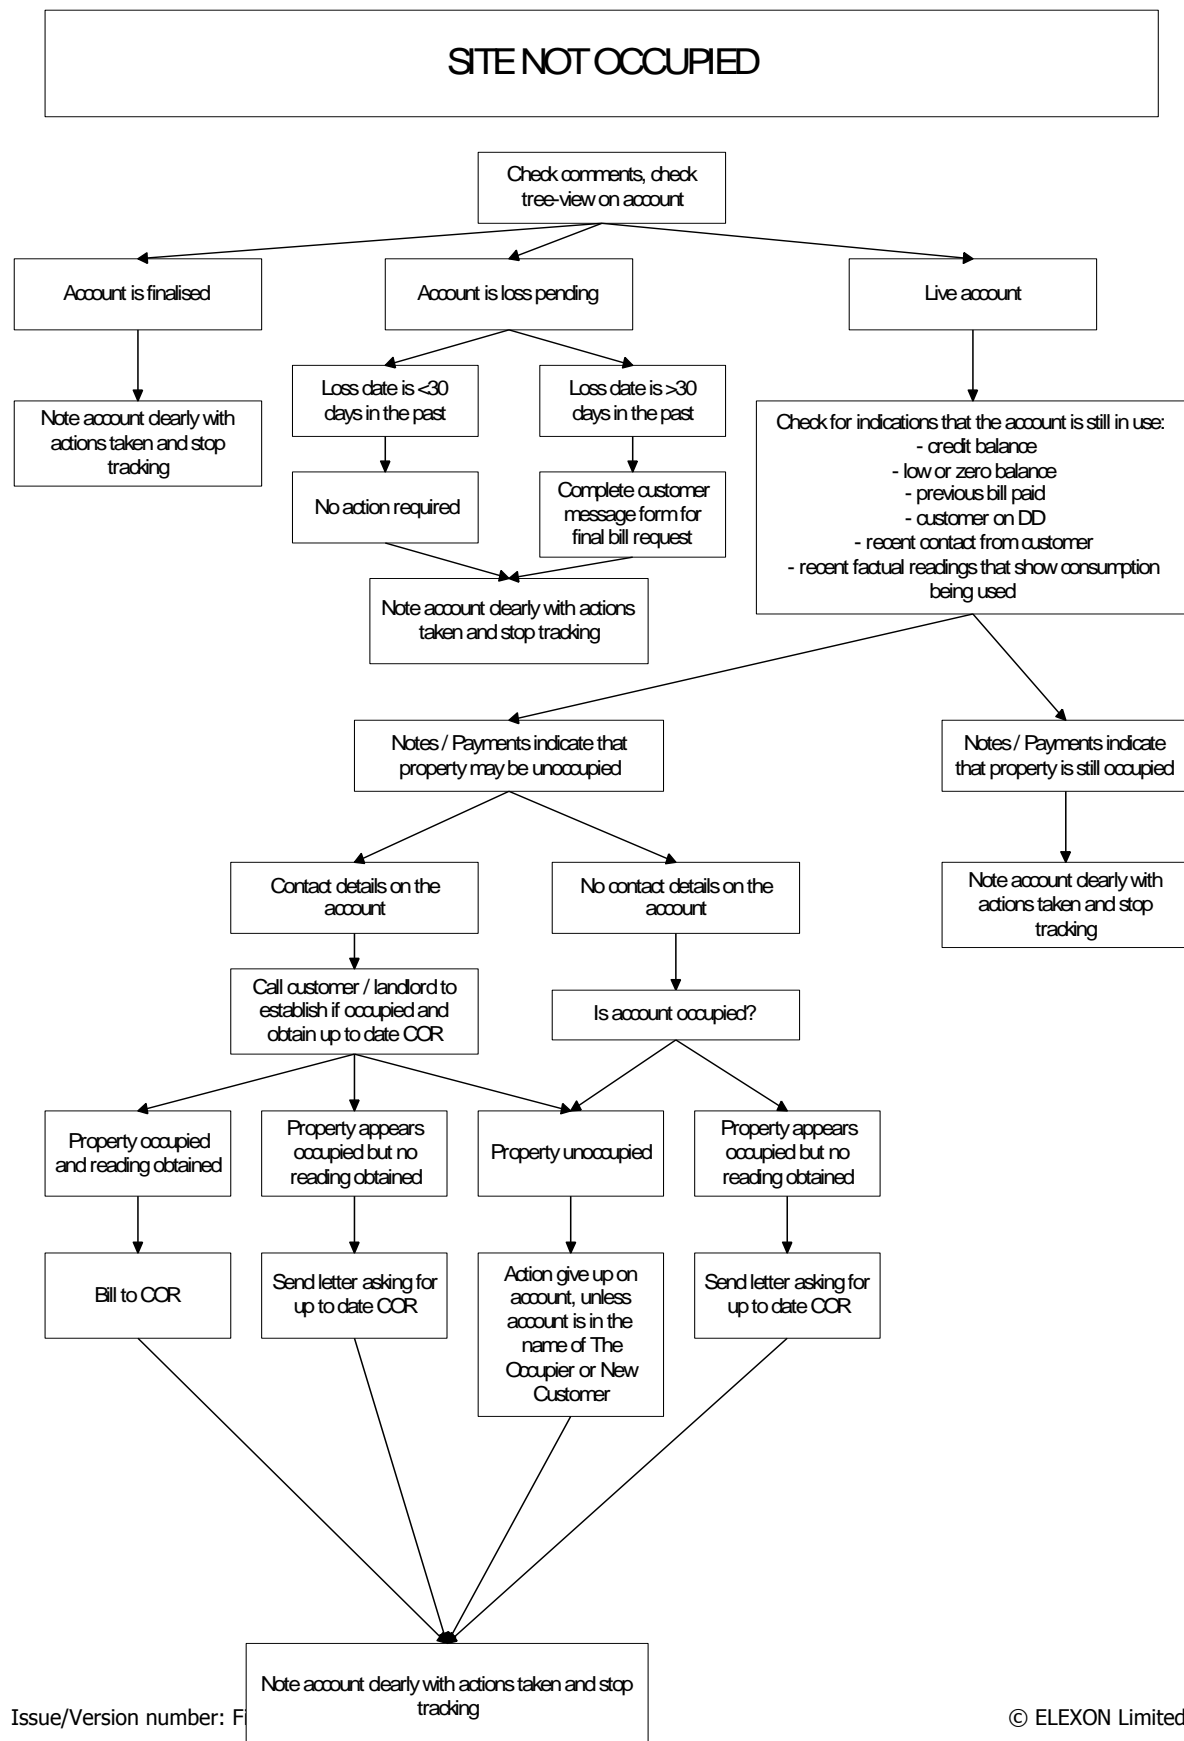 SITE NOT OCCUPIED
Check comments, check
tree-view on account
Account is finalised
Account is loss pending
Live account
Loss date is <30
days in the past
Loss date is >30
days in the past
Note account clearly with
actions taken and stop
tracking
Check for indications that the account is still in use:
- credit balance
- low or zero balance
- previous bill paid
- customer on DD
- recent contact from customer
- recent factual readings that show consumption
being used
No action required
Complete customer
message form for
final bill request
Note account clearly with actions
taken and stop tracking
Notes / Payments indicate that
property may be unoccupied
Notes / Payments indicate
that property is still occupied
Contact details on the
account
No contact details on the
account
Note account clearly with
actions taken and stop
tracking
Call customer / landlord to
establish if occupied and
obtain up to date COR
Is account occupied?
Property occupied
and reading obtained
Property appears
occupied but no
reading obtained
Property unoccupied
Property appears
occupied but no
reading obtained
Bill to COR
Send letter asking for
up to date COR
Action give up on
account, unless
account is in the
name of The
Occupier or New
Customer
Send letter asking for
up to date COR
Note account clearly with actions taken and stop
tracking
Issue/Version number: Fi
© ELEXON Limited